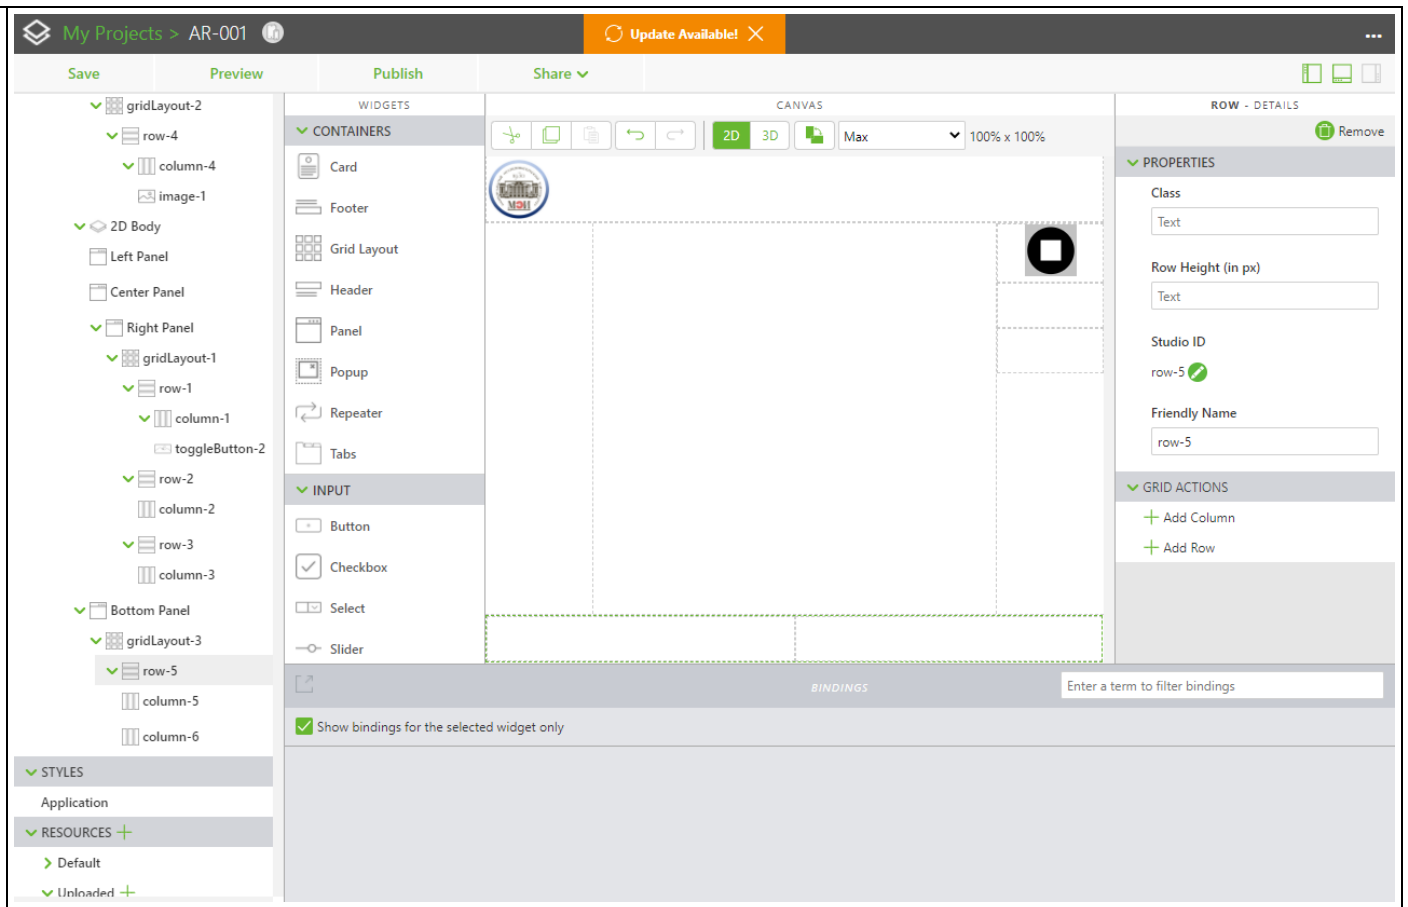 My Projects > AR-001
Update Available!
Save
Preview
Publish
Share
gridLayout-2
row-4
column-4
image-1
2D Body
Left Panel
Center Panel
Right Panel
gridLayout-1
row-1
column-1
toggleButton-2
row-2
column-2
row-3
column-3
Bottom Panel
gridLayout-3
row-5
column-5
column-6
STYLES
Application
RESOURCES
Default
Uploaded
WIDGETS
CONTAINERS
Card
Footer
Grid Layout
Header
Panel
Popup
Repeater
Tabs
INPUT
Button
Checkbox
Select
Slider
CANVAS
2D
3D
Max
100% x 100%
ROW - DETAILS
Remove
PROPERTIES
Class
Text
Row Height (in px)
Text
Studio ID
row-5
Friendly Name
row-5
GRID ACTIONS
Add Column
Add Row
BINDINGS
Enter a term to filter bindings
Show bindings for the selected widget only